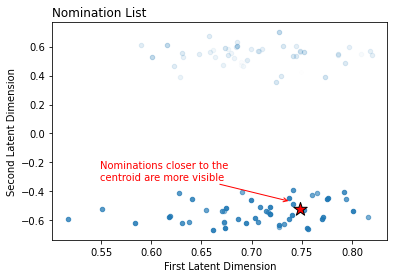 Nomination List
0.6
0.4
0.2
0.0
−0.2
−0.4
−0.6
Second Latent Dimension
Nominations closer to the
centroid are more visible
0.55
0.60
0.65
0.70
0.75
0.80
First Latent Dimension